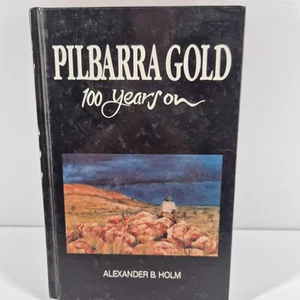 PILBARRA GOLD
100 years on
ALEXANDER B. HOLM